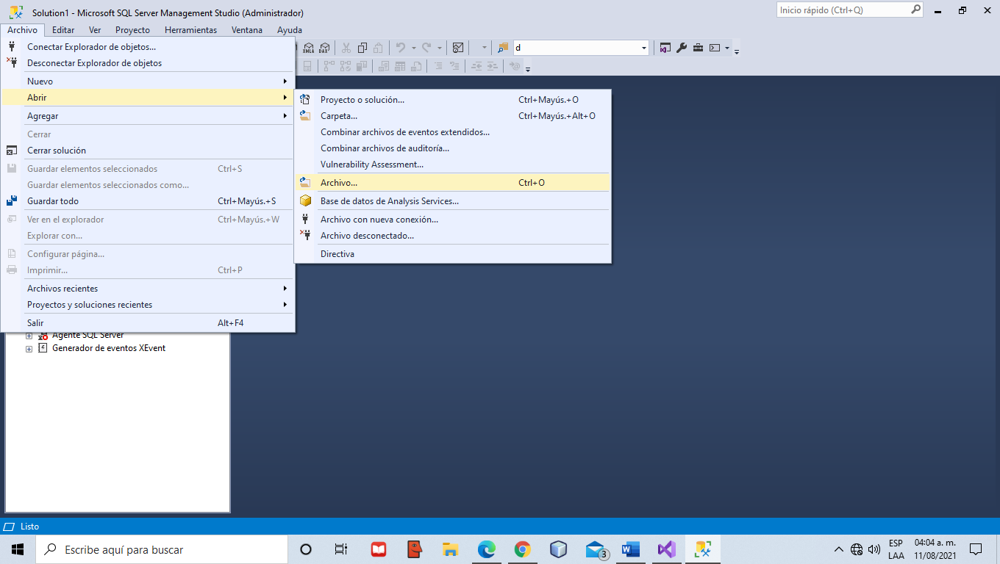 Solution1 - Microsoft SQL Server Management Studio (Administrador)
Inicio rápido (Ctrl+Q)
Archivo Editar Ver Proyecto Herramientas Ventana Ayuda
Conectar Explorador de objetos...
XMLA DAX
d
Desconectar Explorador de objetos
Nuevo
Abrir
Agregar
Cerrar
Cerrar solución
Guardar elementos seleccionados Ctrl+S
Guardar elementos seleccionados como...
Guardar todo Ctrl+Mayús.+S
Ver en el explorador Ctrl+Mayús.+W
Explorar con...
Configurar página...
Imprimir... Ctrl+P
Archivos recientes
Proyectos y soluciones recientes
Salir Alt+F4
Proyecto o solución... Ctrl+Mayús.+O
Carpeta... Ctrl+Mayús.+Alt+O
Combinar archivos de eventos extendidos...
Combinar archivos de auditoría...
Vulnerability Assessment...
Archivo... Ctrl+O
Base de datos de Analysis Services...
Archivo con nueva conexión...
Archivo desconectado...
Directiva
Agente SQL Server
Generador de eventos XEvent
Listo
Escribe aquí para buscar
3
ESP
LAA
04:04 a. m.
11/08/2021